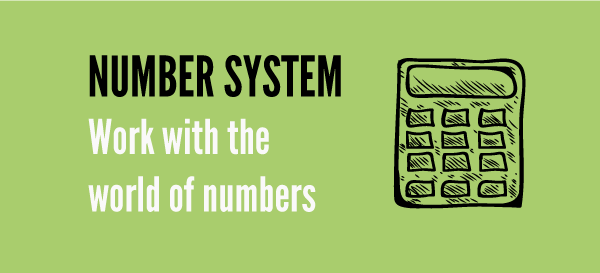 NUMBER SYSTEM
Work with the
world of numbers